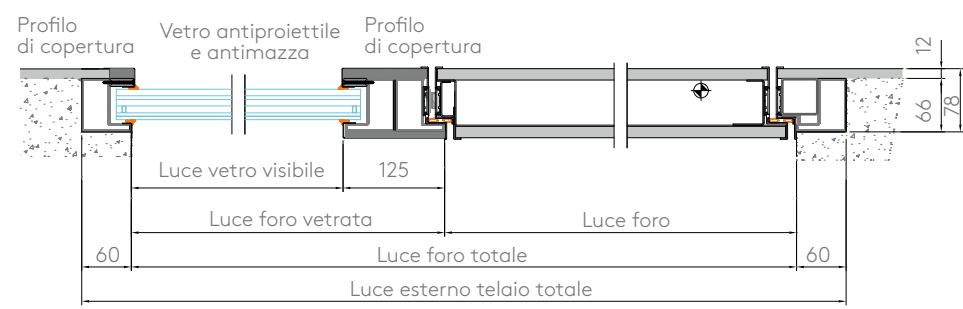 Profilo
di copertura
Vetro antiproiettile
e antimazza
Profilo
di copertura
12
66
78
Luce vetro visibile
125
Luce foro vetrata
Luce foro
60
Luce foro totale
60
Luce esterno telaio totale